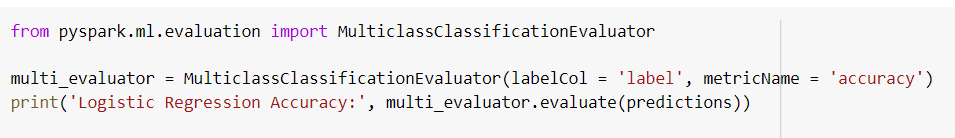 from pyspark.ml.evaluation import MulticlassClassificationEvaluator
multi_evaluator = MulticlassClassificationEvaluator(labelCol = 'label', metricName = 'accuracy')
print('Logistic Regression Accuracy:', multi_evaluator.evaluate(predictions))